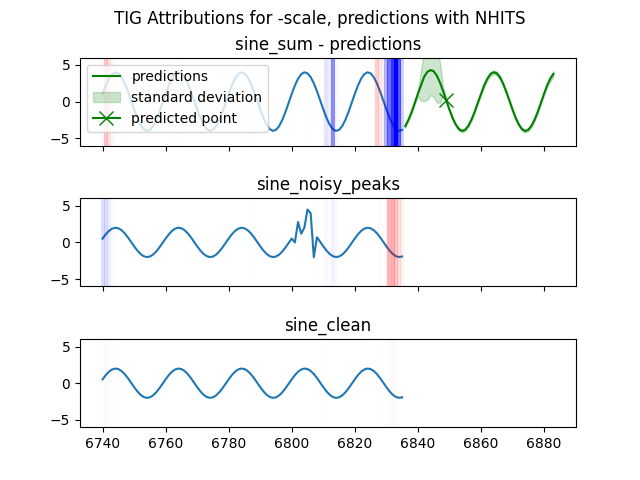 TIG Attributions for -scale, predictions with NHITS
sine_sum - predictions
5
0
−5
predictions
standard deviation
predicted point
sine_noisy_peaks
5
0
−5
sine_clean
5
0
−5
6740 6760 6780 6800 6820 6840 6860 6880